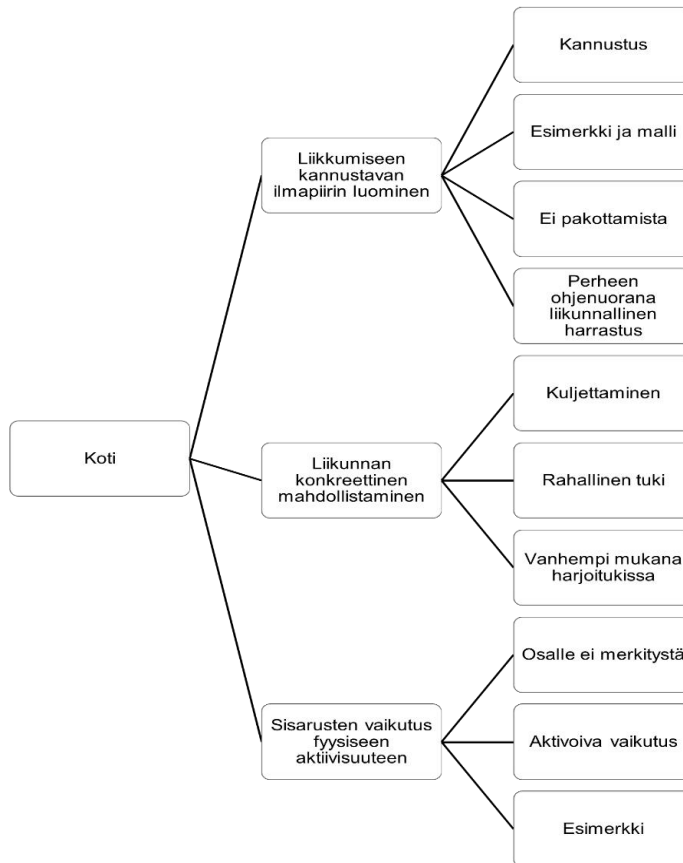 Kannustus
Esimerkki ja malli
Liikkumiseen
kannustavan
ilmapiirin luominen
Ei pakottamista
Perheen
ohjenuorana
liikunnallinen
harrastus
Koti
Kuljettaminen
Liikunnan
konkreettinen
mahdollistaminen
Rahallinen tuki
Vanhempi mukana
harjoituksissa
Osalle ei merkitystä
Sisarusten vaikutus
fyysiseen
aktiivisuuteen
Aktivoiva vaikutus
Esimerkki